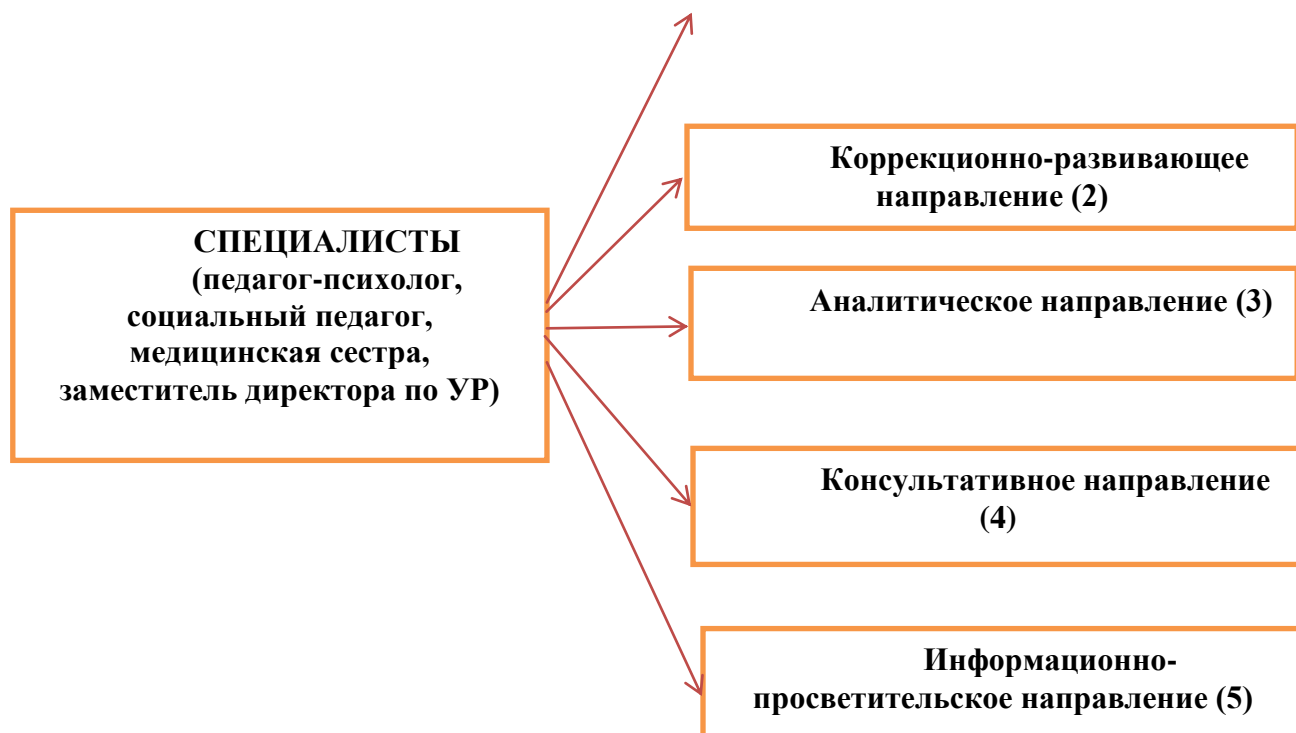 СПЕЦИАЛИСТЫ
(педагог-психолог,
социальный педагог,
медицинская сестра,
заместитель директора по УР)
Коррекционно-развивающее
направление (2)
Аналитическое направление (3)
Консультативное направление
(4)
Информационно-
просветительское направление (5)